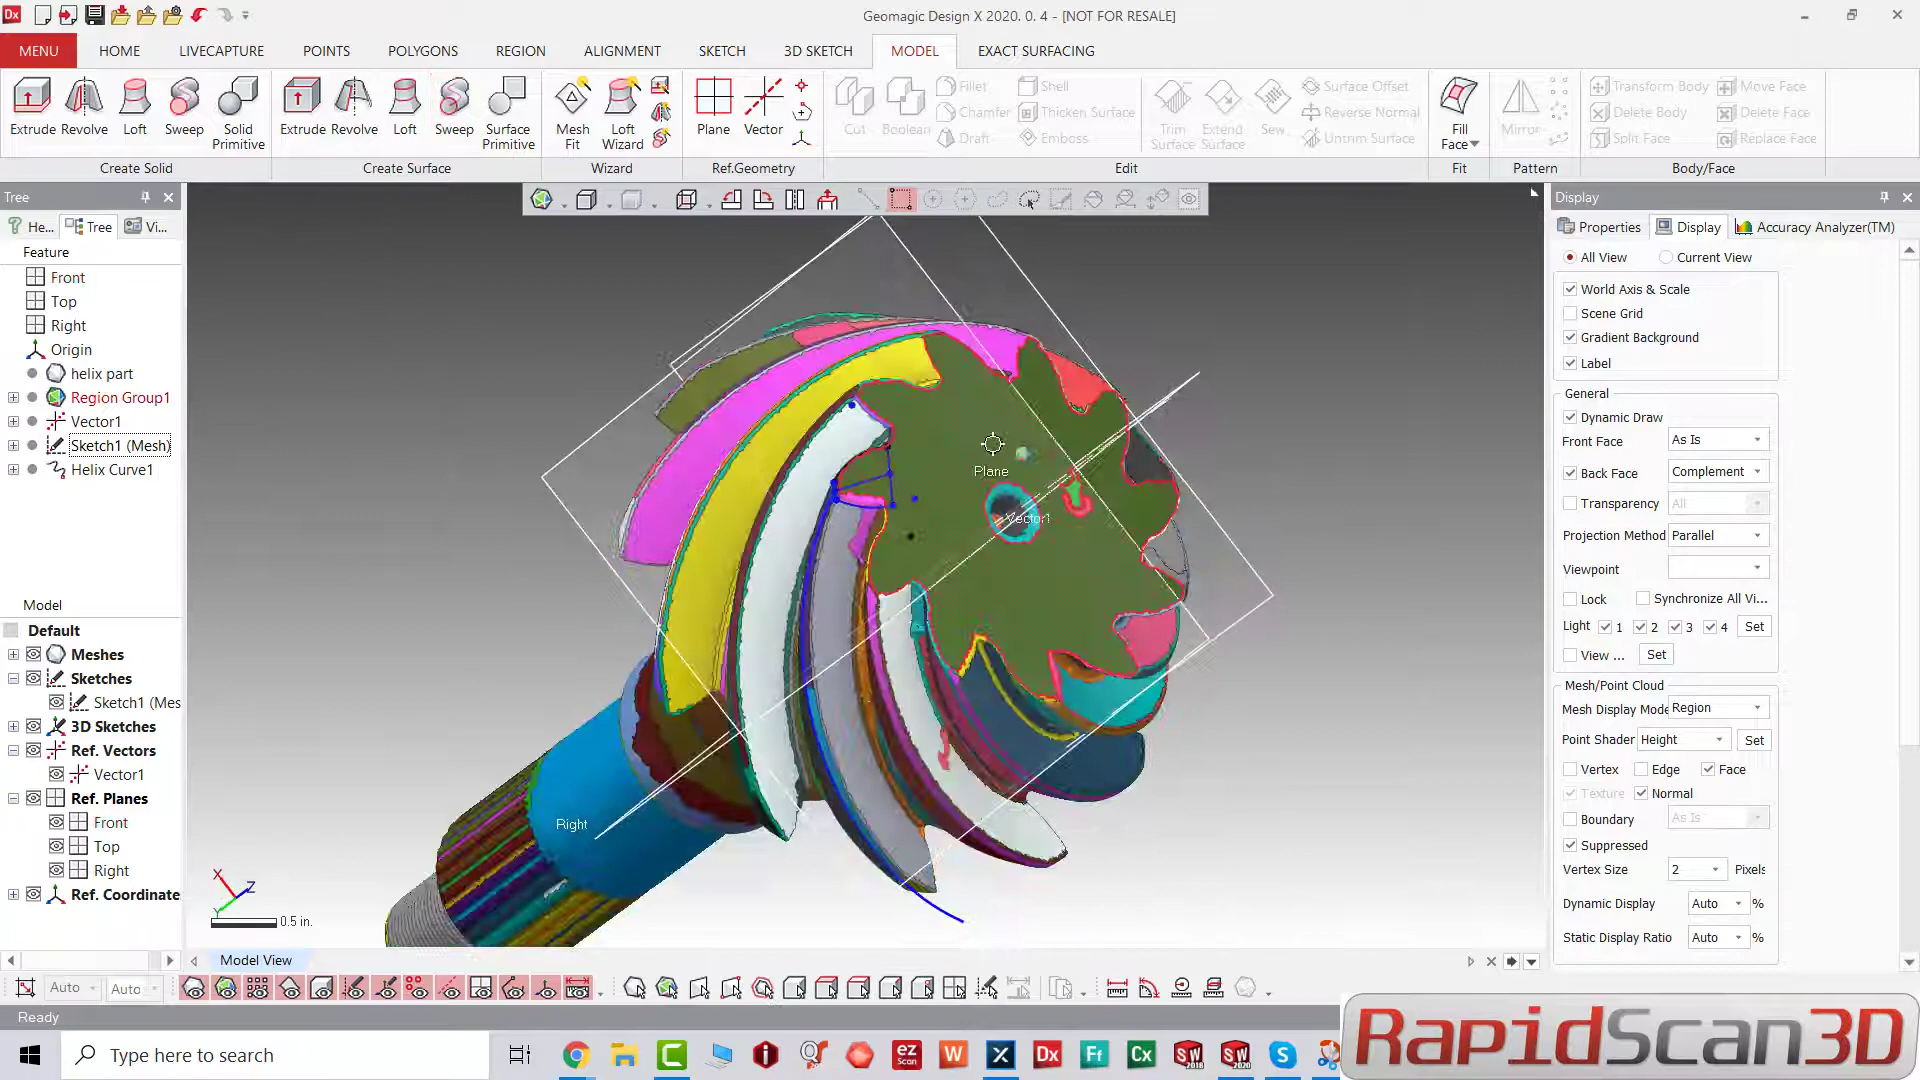 Geomagic Design X 2020. 0. 4 - [NOT FOR RESALE]
MENU HOME LIVECAPTURE POINTS POLYGONS REGION ALIGNMENT SKETCH 3D SKETCH MODEL EXACT SURFACING
Extrude Revolve Loft Sweep Solid Primitive
Extrude Revolve Loft Sweep Surface Primitive
Mesh Fit Loft Wizard
Plane Vector
Cut Boolean
Fillet Shell
Chamfer Thicken Surface
Draft Emboss
Trim Surface Extend Surface Sew
Surface Offset
Reverse Normal
Untrim Surface
Fill Face
Mirror
Transform Body Move Face
Delete Body Delete Face
Split Face Replace Face
Create Solid Create Surface Wizard Ref.Geometry Edit Fit Pattern Body/Face
Tree
He... Tree Vi...
Feature
Front
Top
Right
Origin
helix part
Region Group1
Vector1
Sketch1 (Mesh)
Helix Curve1
Model
Default
Meshes
Sketches
Sketch1 (Mes
3D Sketches
Ref. Vectors
Vector1
Ref. Planes
Front
Top
Right
Ref. Coordinate
Plane
Vector1
Right
X
Z
Y
0.5 in.
Model View
Display
Properties Display Accuracy Analyzer(TM)
All View Current View
World Axis & Scale
Scene Grid
Gradient Background
Label
General
Dynamic Draw
Front Face As Is
Back Face Complement
Transparency All
Projection Method Parallel
Viewpoint
Lock Synchronize All Vi...
Light 1 2 3 4 Set
View ... Set
Mesh/Point Cloud
Mesh Display Mode Region
Point Shader Height Set
Vertex Edge Face
Texture Normal
Boundary As Is
Suppressed
Vertex Size 2 Pixels
Dynamic Display Auto %
Static Display Ratio Auto %
Auto Auto
Ready
Type here to search
RapidScan3D